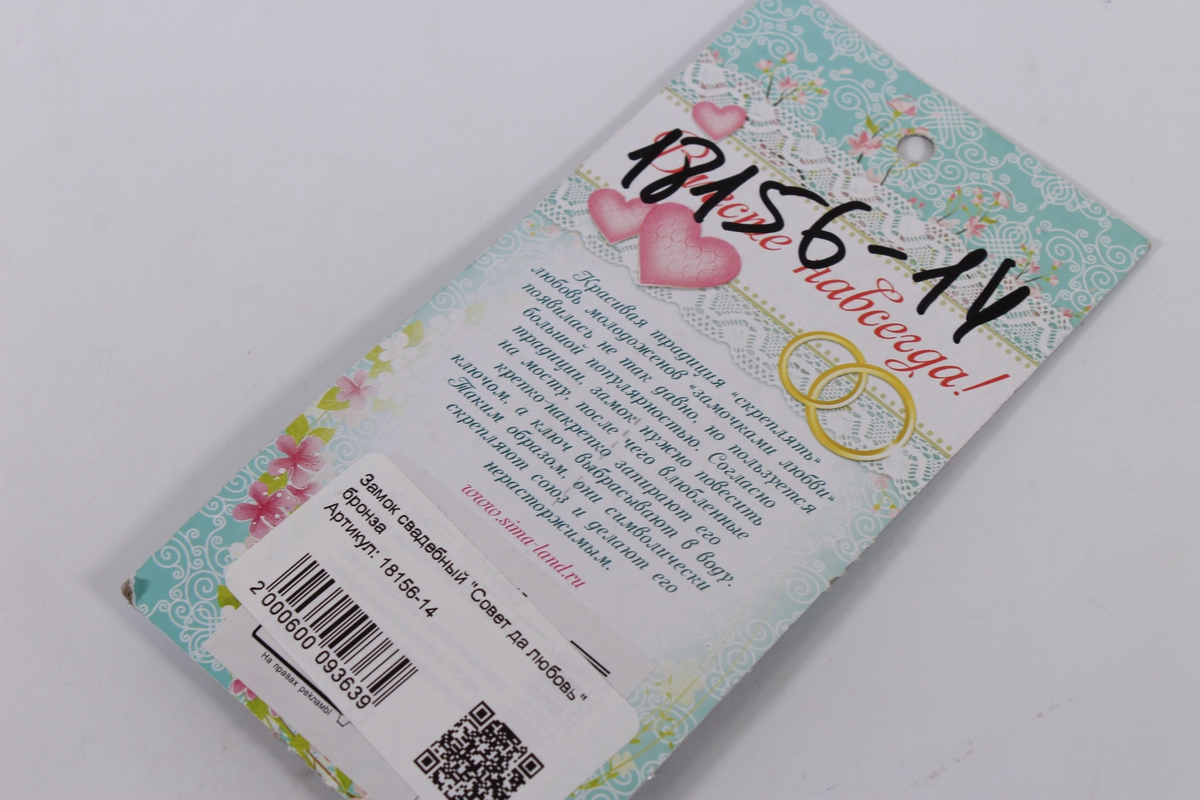 18156-14
Вместе навсегда!
Красивая традиция "скреплять"
любовь молодоженов "замочками любви"
появилась не так давно, но пользуется
большой популярностью. Согласно
традиции, замок нужно повесить
на мосту, после чего влюбленные
крепко-накрепко запирают его
ключом, а ключ выбрасывают в воду.
Таким образом, они символически
скрепляют союз и делают его
нерасторжимым.
www.sima-land.ru
Замок свадебный "Совет да любовь"
бронза
Артикул: 18156-14
2 000600 093639
На правах рекламы